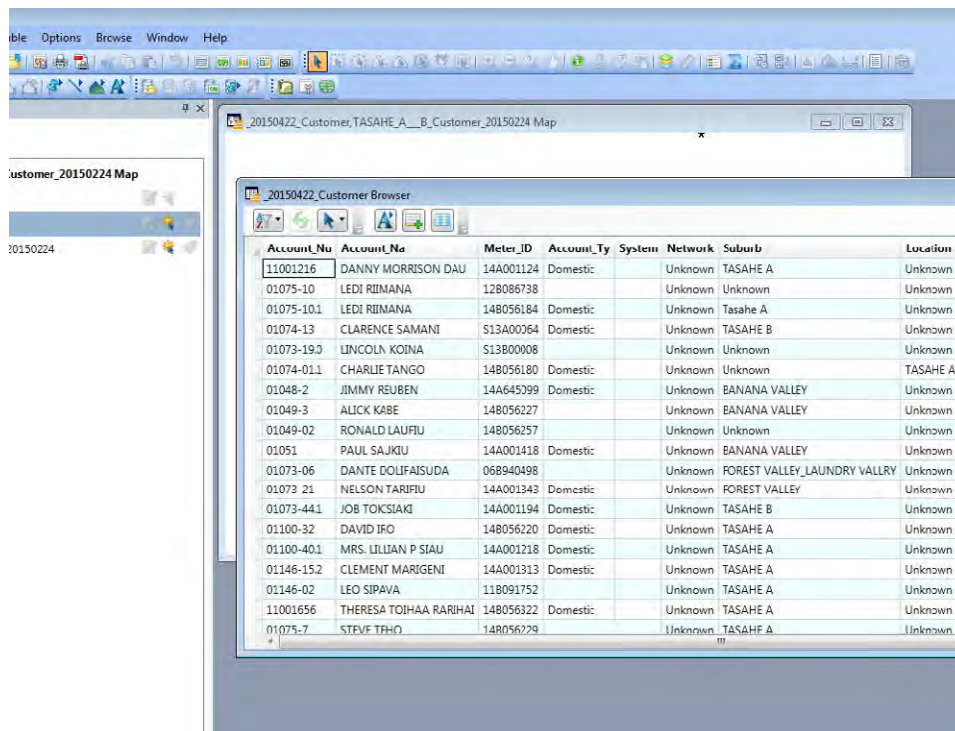 ble Options Browse Window Help
_20150422_Customer,TASAHE_A__B_Customer_20150224 Map
Customer_20150224 Map
20150224
_20150422_Customer Browser
Account_Nu Account_Na Meter_ID Account_Ty System Network Suburb Location
11001216 DANNY MORRISON DAU 14A001124 Domestic Unknown TASAHE A Unknown
01075-10 LEDI RIIMANA 12B086738 Unknown Unknown Unknown
01075-10.1 LEDI RIIMANA 14B056184 Domestic Unknown Tasahe A Unknown
01074-13 CLARENCE SAMANI S13A00064 Domestic Unknown TASAHE B Unknown
01073-19.0 LINCOLN KOINA S13B00008 Unknown Unknown Unknown
01074-01.1 CHARLIE TANGO 14B056180 Domestic Unknown Unknown TASAHE A
01048-2 JIMMY REUBEN 14A645099 Domestic Unknown BANANA VALLEY Unknown
01049-3 ALICK KABE 14B056227 Unknown BANANA VALLEY Unknown
01049-02 RONALD LAUFIU 14B056257 Unknown Unknown Unknown
01051 PAUL SAJKIU 14A001418 Domestic Unknown BANANA VALLEY Unknown
01073-06 DANTE DOLIFAISUDA 06B940498 Unknown FOREST VALLEY_LAUNDRY VALLRY Unknown
01073-21 NELSON TARIFIU 14A001343 Domestic Unknown FOREST VALLEY Unknown
01073-44.1 JOB TOKSIAKI 14A001194 Domestic Unknown TASAHE B Unknown
01100-32 DAVID IRO 14B056220 Domestic Unknown TASAHE A Unknown
01100-40.1 MRS. LILLIAN P SIAU 14A001218 Domestic Unknown TASAHE A Unknown
01146-15.2 CLEMENT MARIGENI 14A001313 Domestic Unknown TASAHE A Unknown
01146-02 LEO SIPAVA 11B091752 Unknown TASAHE A Unknown
11001656 THERESA TOIHAA RARIHAI 14B056322 Domestic Unknown TASAHE A Unknown
01075-7 STEVE TEHO 14B056229 Unknown TASAHE A Unknown